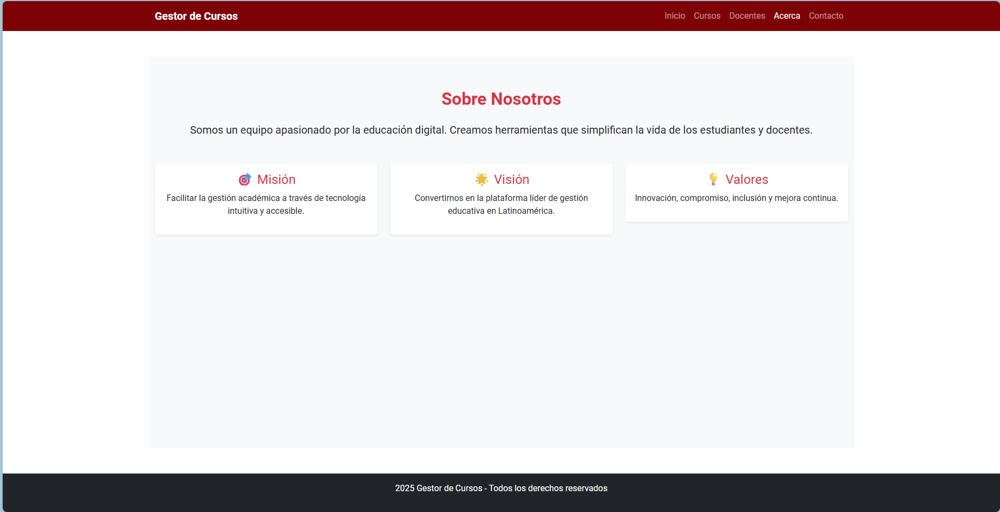 Gestor de Cursos
Inicio Cursos Docentes Acerca Contacto
Sobre Nosotros
Somos un equipo apasionado por la educación digital. Creamos herramientas que simplifican la vida de los estudiantes y docentes.
🎯 Misión
Facilitar la gestión académica a través de tecnología
intuitiva y accesible.
🌟 Visión
Convertirnos en la plataforma líder de gestión
educativa en Latinoamérica.
💡 Valores
Innovación, compromiso, inclusión y mejora continua.
2025 Gestor de Cursos - Todos los derechos reservados